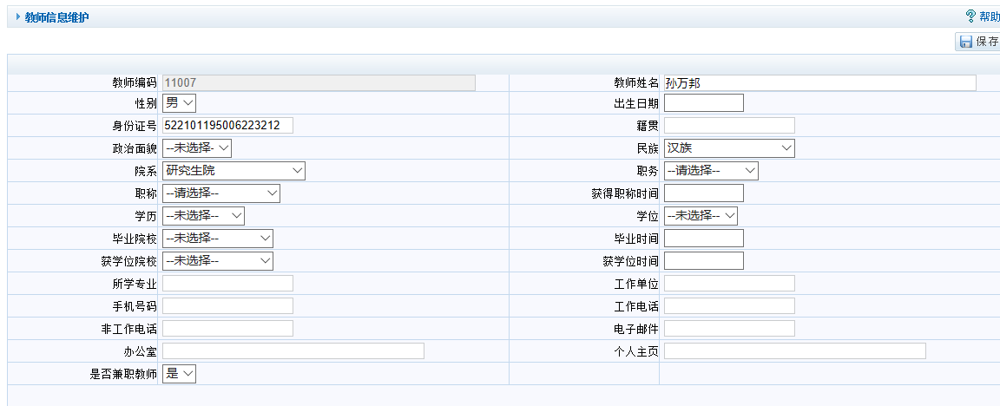 教师信息维护 帮助
保存
教师编码 11007 教师姓名 孙万邦
性别 男 出生日期
身份证号 522101195006223212 籍贯
政治面貌 --未选择- 民族 汉族
院系 研究生院 职务 --请选择--
职称 --请选择-- 获得职称时间
学历 --未选择-- 学位 --未选择--
毕业院校 --未选择-- 毕业时间
获学位院校 --未选择-- 获学位时间
所学专业 工作单位
手机号码 工作电话
非工作电话 电子邮件
办公室 个人主页
是否兼职教师 是